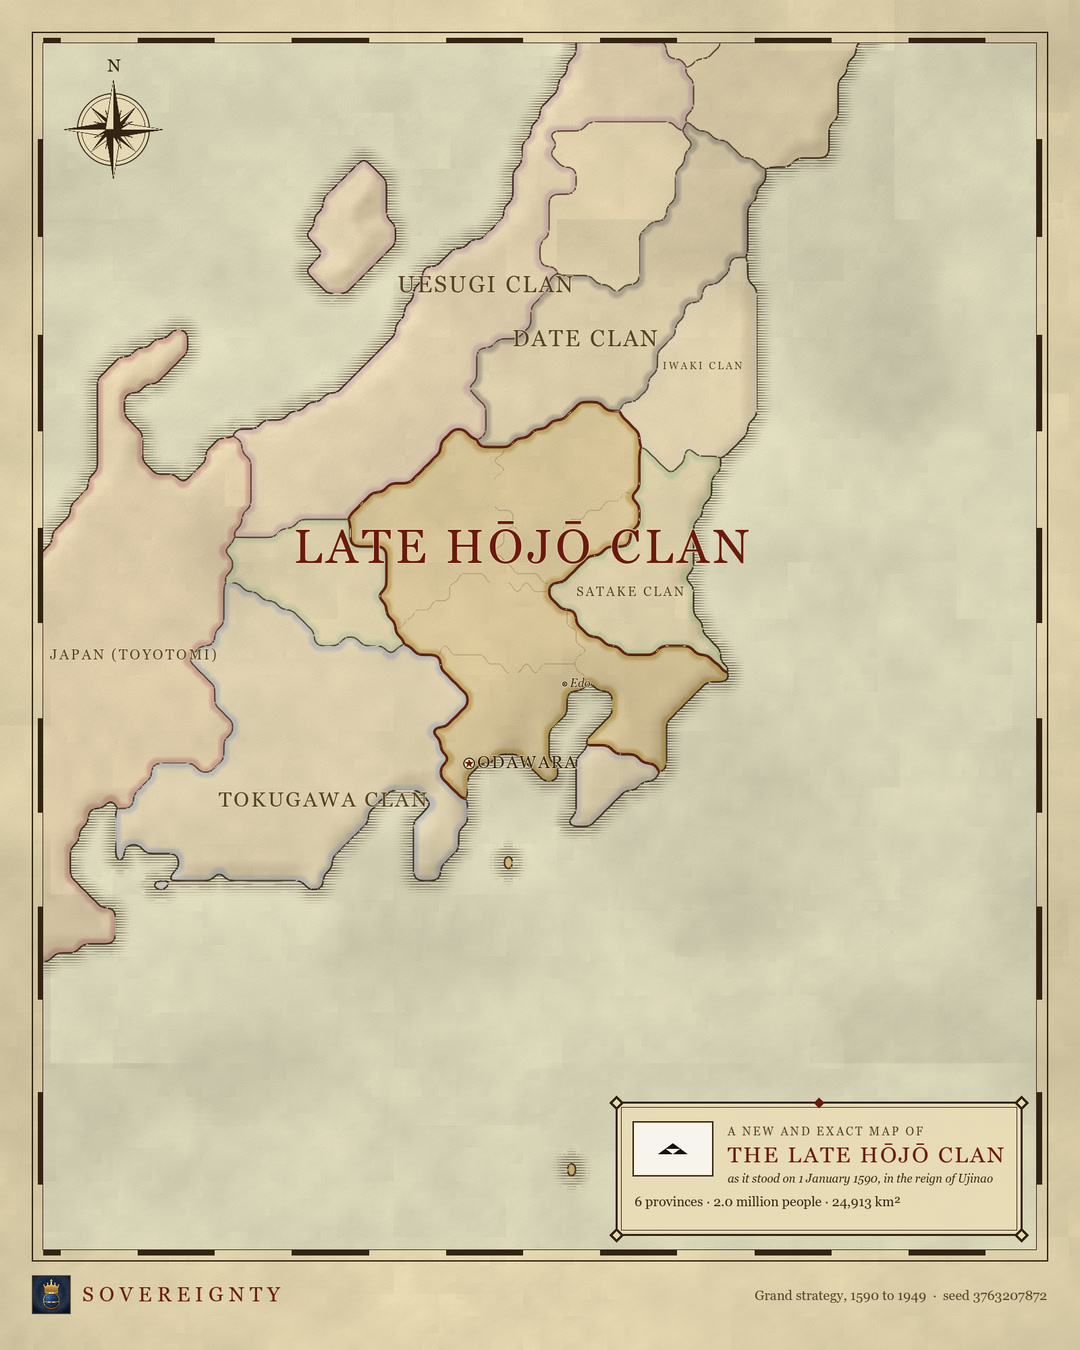 N
UESUGI CLAN
DATE CLAN
IWAKI CLAN
LATE HŌJŌ CLAN
SATAKE CLAN
JAPAN (TOYOTOMI)
Edo
ODAWARA
TOKUGAWA CLAN
A NEW AND EXACT MAP OF
THE LATE HŌJŌ CLAN
as it stood on 1 January 1590, in the reign of Ujinao
6 provinces · 2.0 million people · 24,913 km²
SOVEREIGNTY
Grand strategy, 1590 to 1949 · seed 3763207872